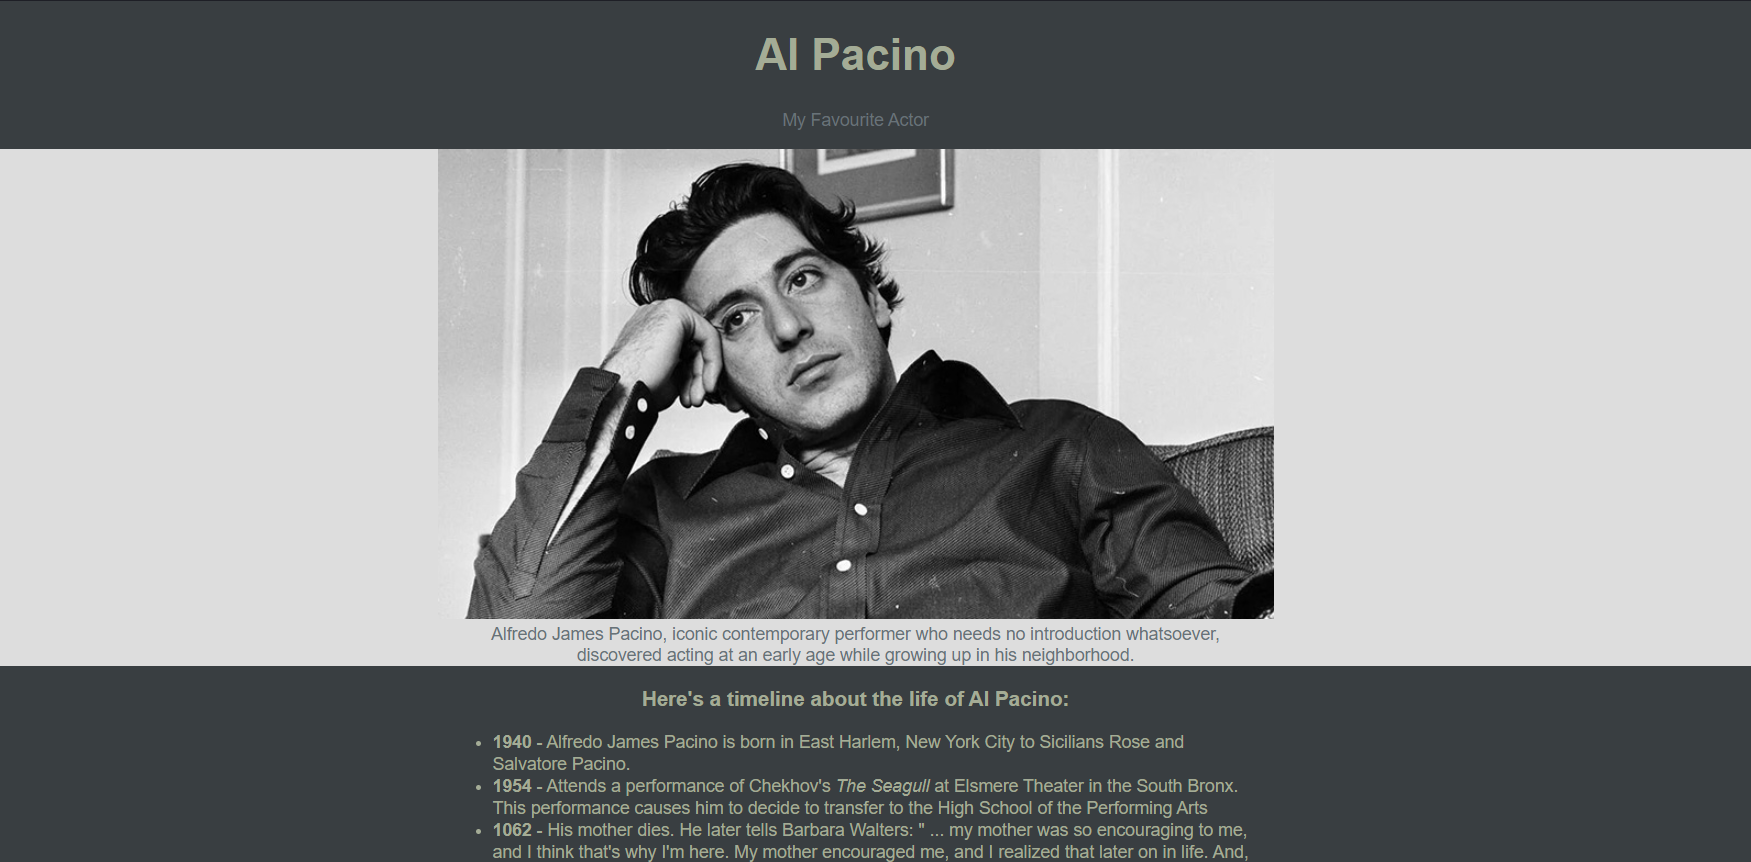 Al Pacino
My Favourite Actor
Alfredo James Pacino, iconic contemporary performer who needs no introduction whatsoever,
discovered acting at an early age while growing up in his neighborhood.
Here's a timeline about the life of Al Pacino:
• 1940 - Alfredo James Pacino is born in East Harlem, New York City to Sicilians Rose and
Salvatore Pacino.
• 1954 - Attends a performance of Chekhov's The Seagull at Elsmere Theater in the South Bronx.
This performance causes him to decide to transfer to the High School of the Performing Arts
• 1062 - His mother dies. He later tells Barbara Walters: " ... my mother was so encouraging to me,
and I think that's why I'm here. My mother encouraged me, and I realized that later on in life. And,